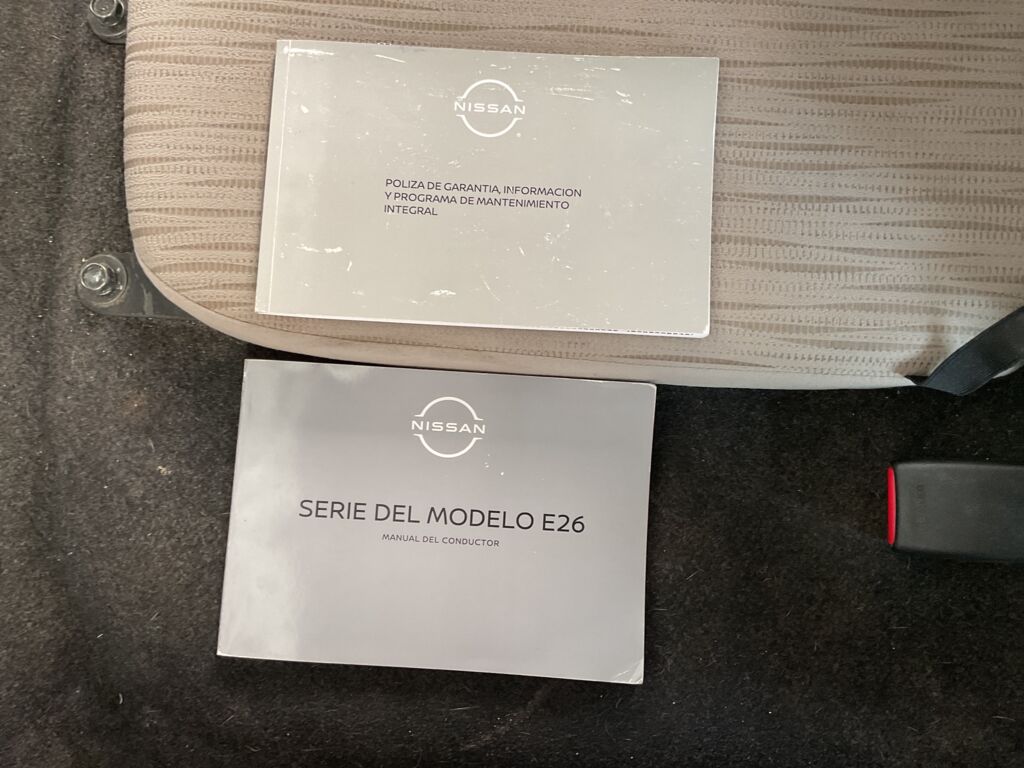 NISSAN
POLIZA DE GARANTIA, INFORMACION
Y PROGRAMA DE MANTENIMIENTO
INTEGRAL
NISSAN
SERIE DEL MODELO E26
MANUAL DEL CONDUCTOR